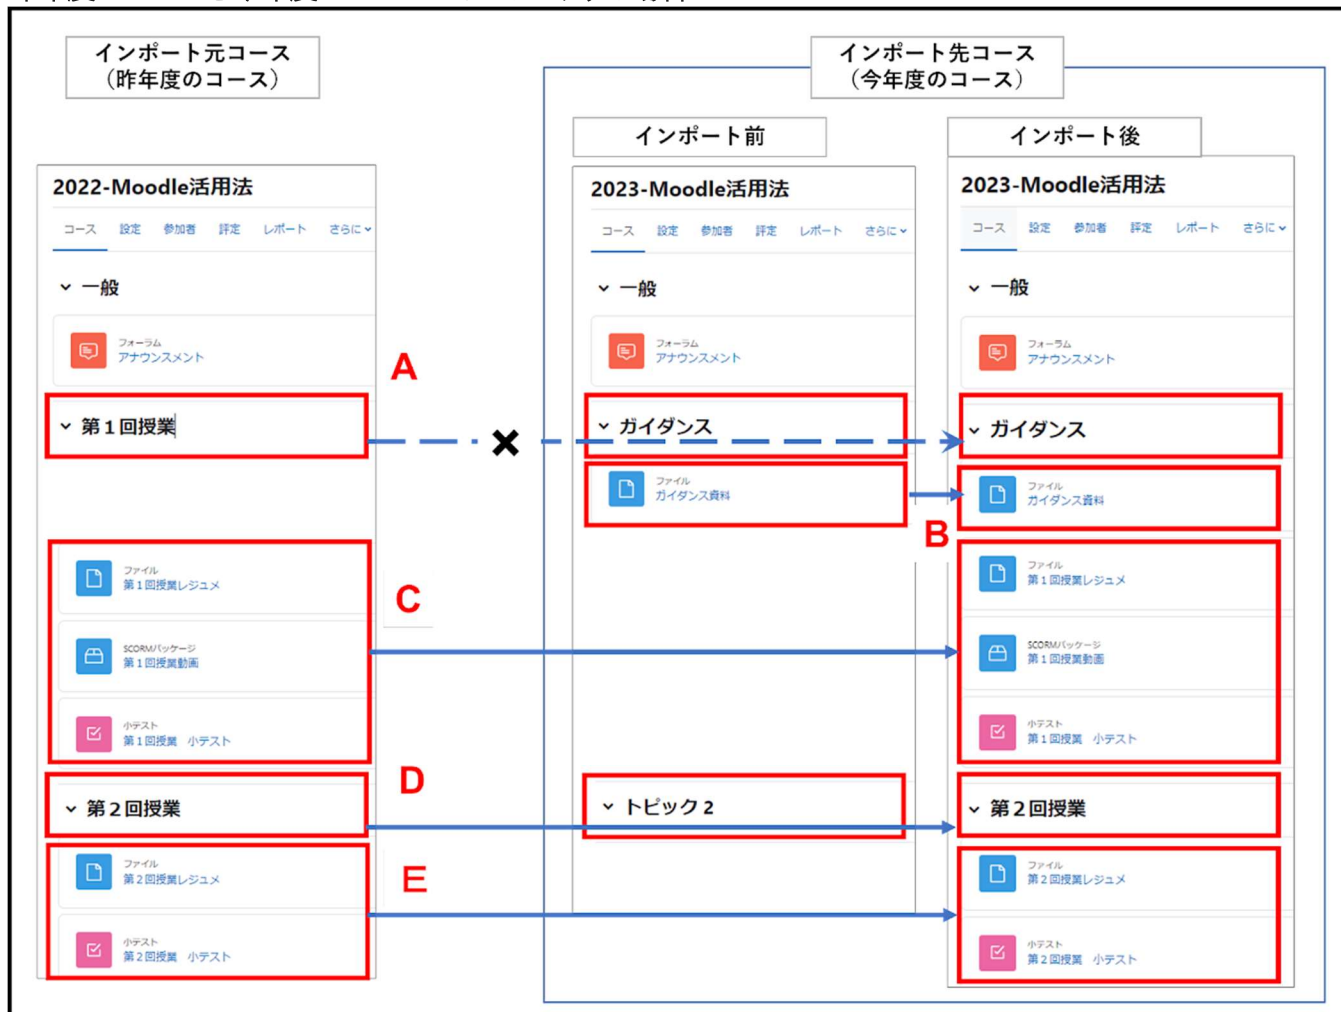 インポート元コース
（昨年度のコース）
インポート先コース
（今年度のコース）
インポート前
インポート後
2022-Moodle活用法
コース 設定 参加者 評定 レポート さらに
一般
フォーラム
アナウンスメント
第１回授業
ファイル
第１回授業レジュメ
SCORMパッケージ
第１回授業動画
小テスト
第１回授業　小テスト
第２回授業
ファイル
第２回授業レジュメ
小テスト
第２回授業　小テスト
A
C
D
E
2023-Moodle活用法
コース 設定 参加者 評定 レポート さらに
一般
フォーラム
アナウンスメント
ガイダンス
ファイル
ガイダンス資料
トピック２
B
2023-Moodle活用法
コース 設定 参加者 評定 レポート さらに
一般
フォーラム
アナウンスメント
ガイダンス
ファイル
ガイダンス資料
ファイル
第１回授業レジュメ
SCORMパッケージ
第１回授業動画
小テスト
第１回授業　小テスト
第２回授業
ファイル
第２回授業レジュメ
小テスト
第２回授業　小テスト